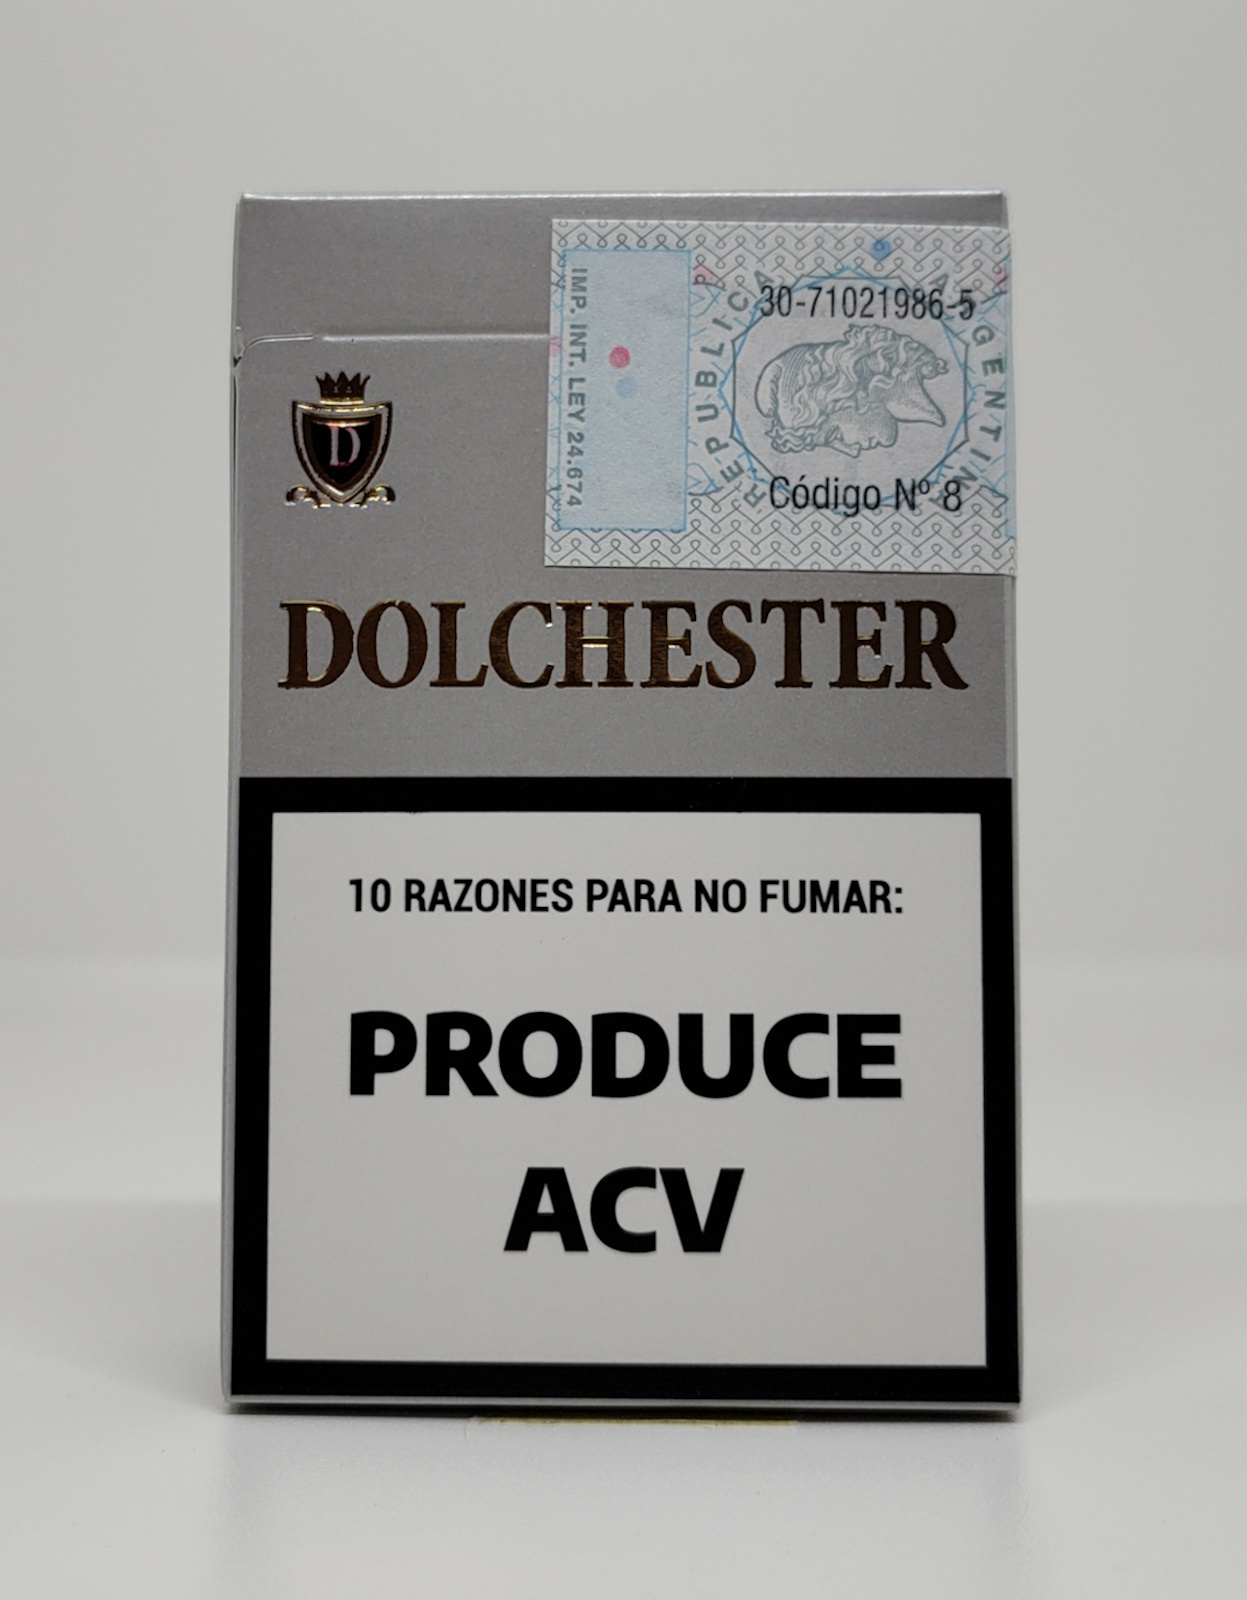 30-71021986-5
IMP. INT. LEY 24.674
REPUBLICA ARGENTINA
Código Nº 8
D
DOLCHESTER
10 RAZONES PARA NO FUMAR:
PRODUCE
ACV